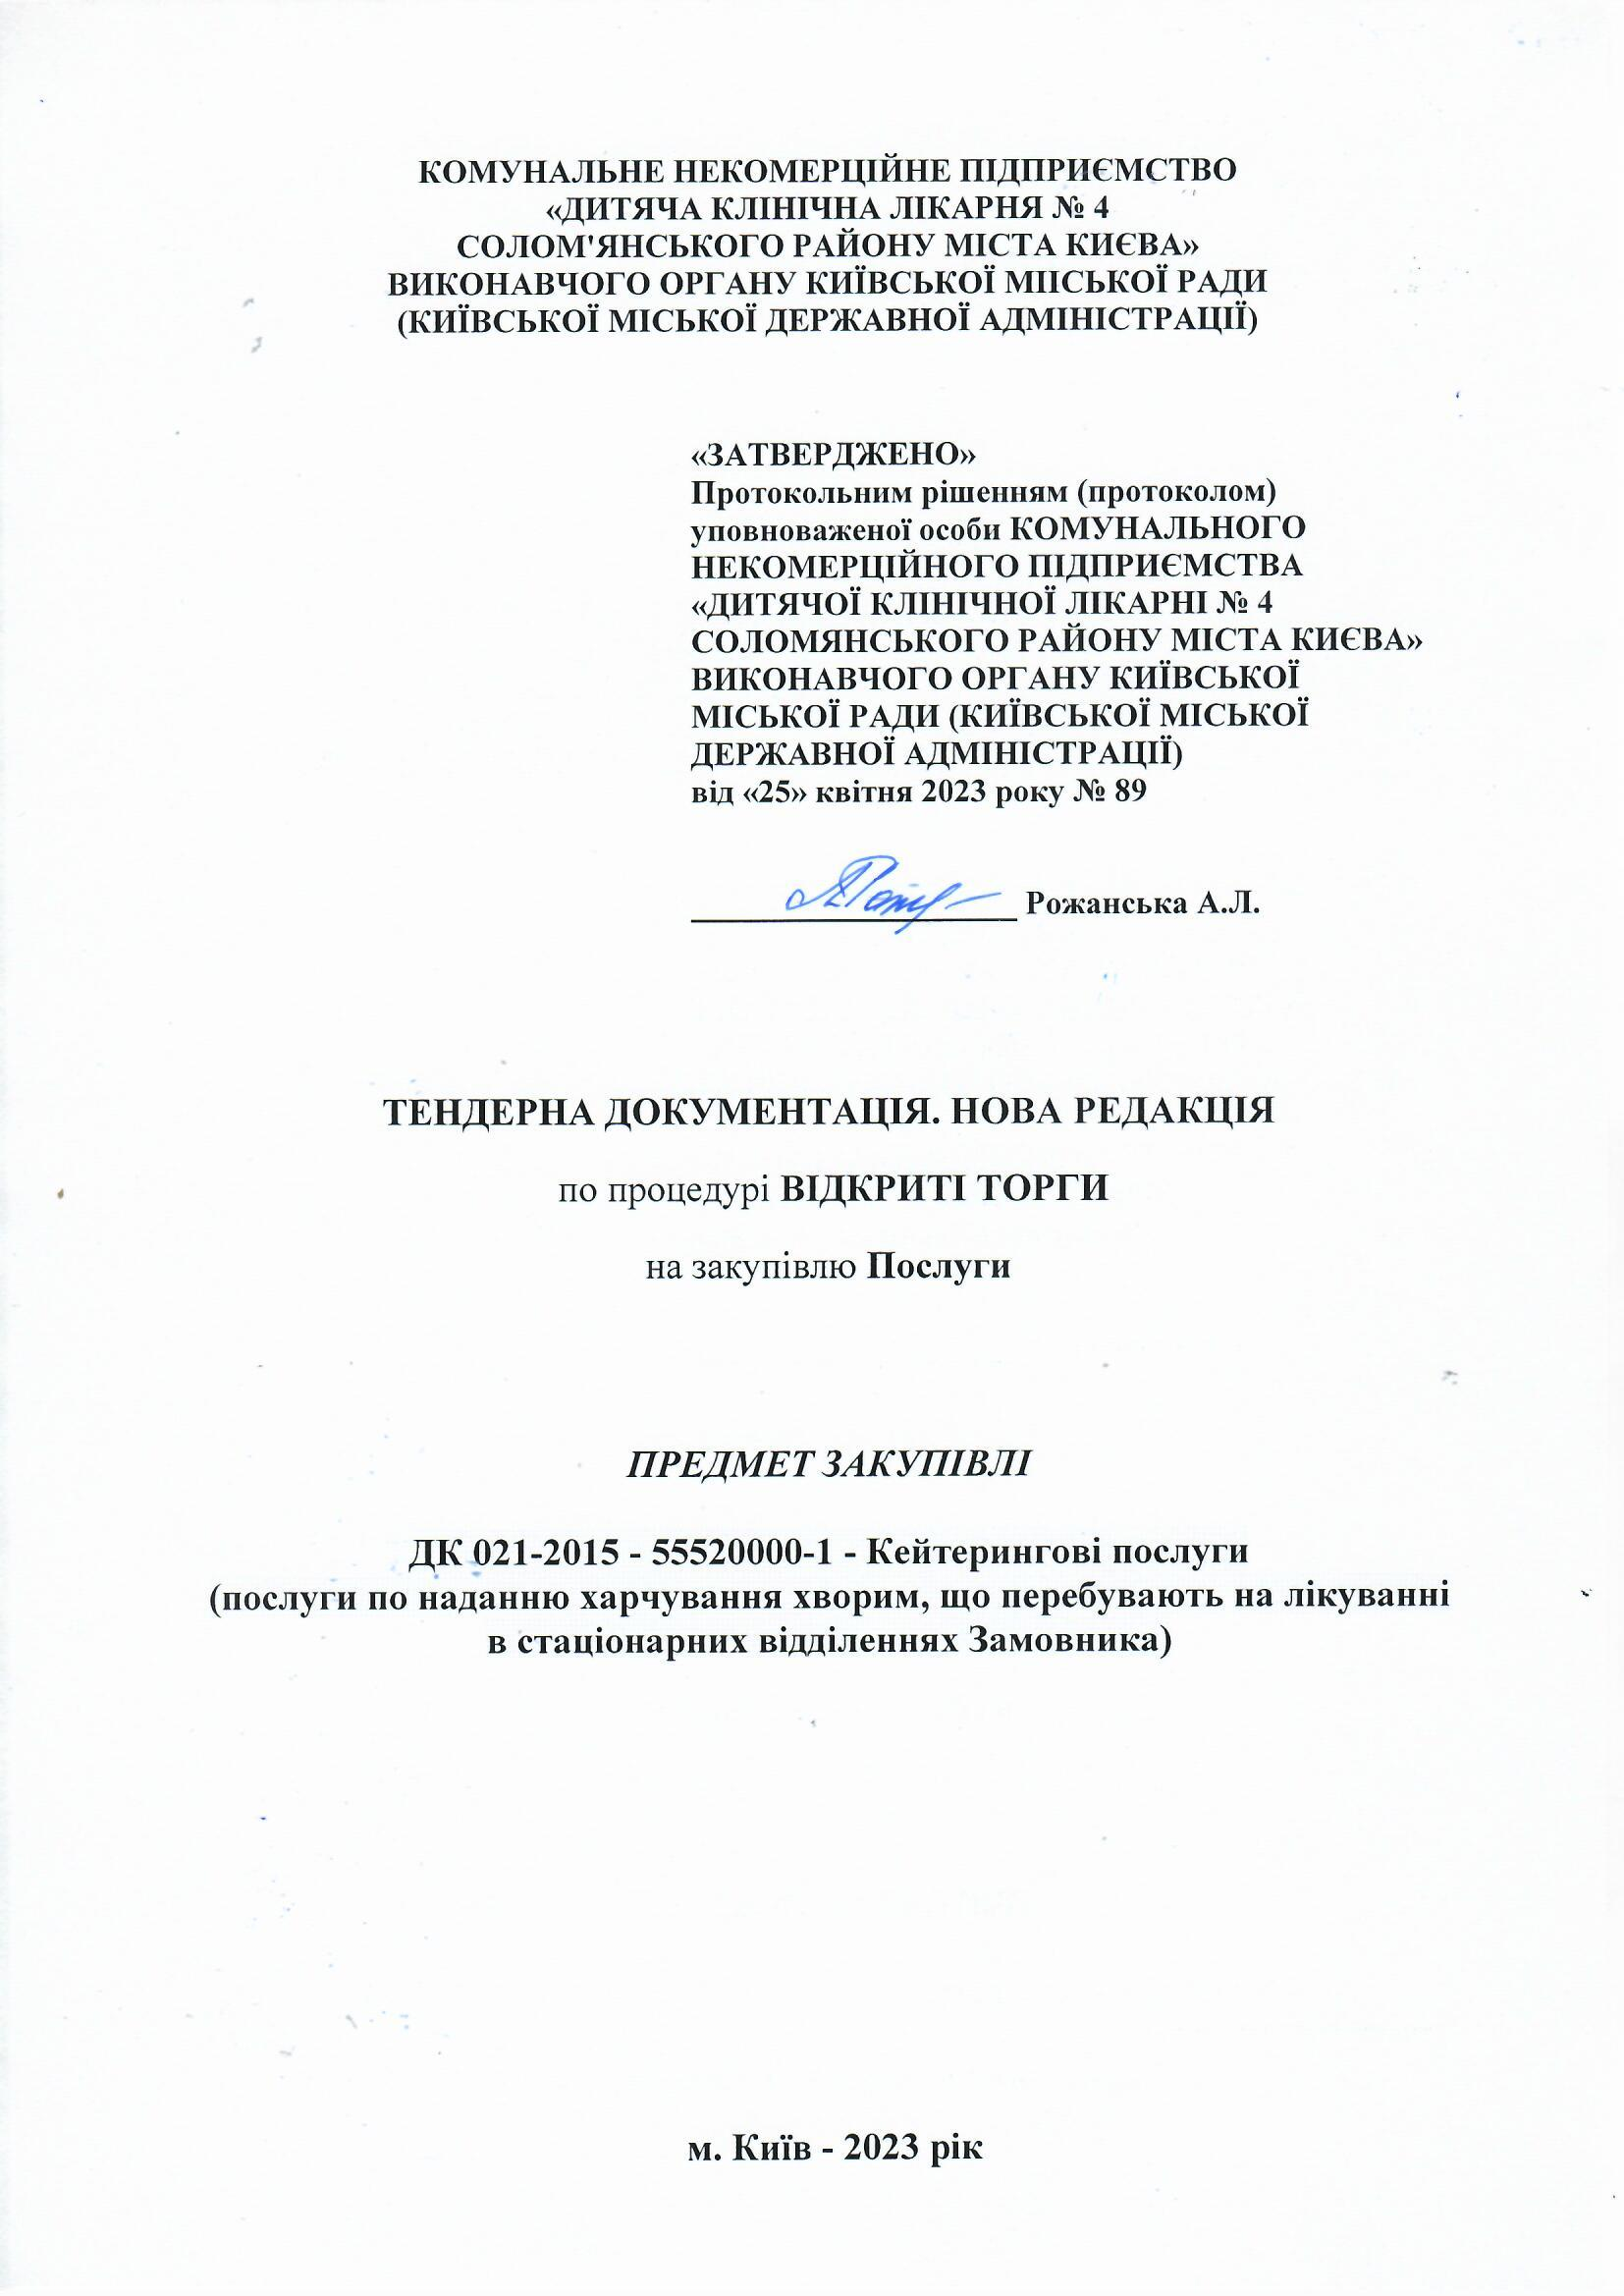 КОМУНАЛЬНЕ НЕКОМЕРЦІЙНЕ ПІДПРИЄМСТВО
«ДИТЯЧА КЛІНІЧНА ЛІКАРНЯ № 4
СОЛОМ'ЯНСЬКОГО РАЙОНУ МІСТА КИЄВА»
ВИКОНАВЧОГО ОРГАНУ КИЇВСЬКОЇ МІІСЬКОЇ РАДИ
(КИЇВСЬКОЇ МІСЬКОЇ ДЕРЖАВНОЇ АДМІНІСТРАЦІЇ)
«ЗАТВЕРДЖЕНО»
Протокольним рішенням (протоколом)
уповноваженої особи КОМУНАЛЬНОГО
НЕКОМЕРЦІЙНОГО ПІДПРИЄМСТВА
«ДИТЯЧОЇ КЛІНІЧНОЇ ЛІКАРНІ № 4
СОЛОМЯНСЬКОГО РАЙОНУ МІСТА КИЄВА»
ВИКОНАВЧОГО ОРГАНУ КИЇВСЬКОЇ
МІСЬКОЇ РАДИ (КИЇВСЬКОЇ МІСЬКОЇ
ДЕРЖАВНОЇ АДМІНІСТРАЦІЇ)
від «25» квітня 2023 року № 89
Рожанська А.Л.
ТЕНДЕРНА ДОКУМЕНТАЦІЯ. НОВА РЕДАКЦІЯ
по процедурі ВІДКРИТІ ТОРГИ
на закупівлю Послуги
ПРЕДМЕТ ЗАКУПІВЛІ
ДК 021-2015 - 55520000-1 - Кейтерингові послуги
(послуги по наданню харчування хворим, що перебувають на лікуванні
в стаціонарних відділеннях Замовника)
м. Київ - 2023 рік